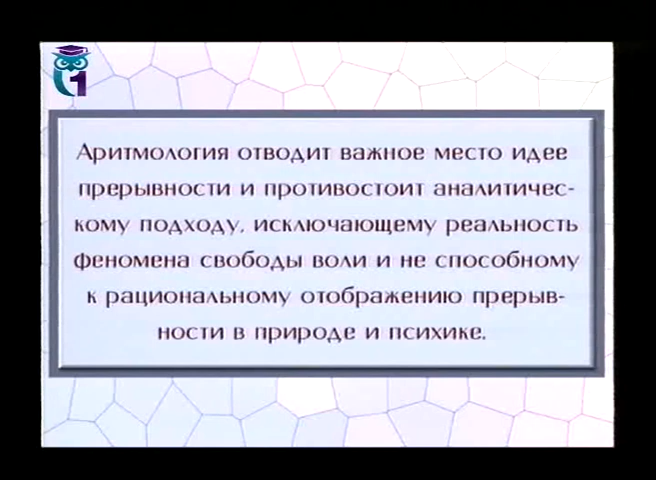 1
Аритмология отводит важное место идее
прерывности и противостоит аналитичес-
кому подходу, исключающему реальность
феномена свободы воли и не способному
к рациональному отображению прерыв-
ности в природе и психике.